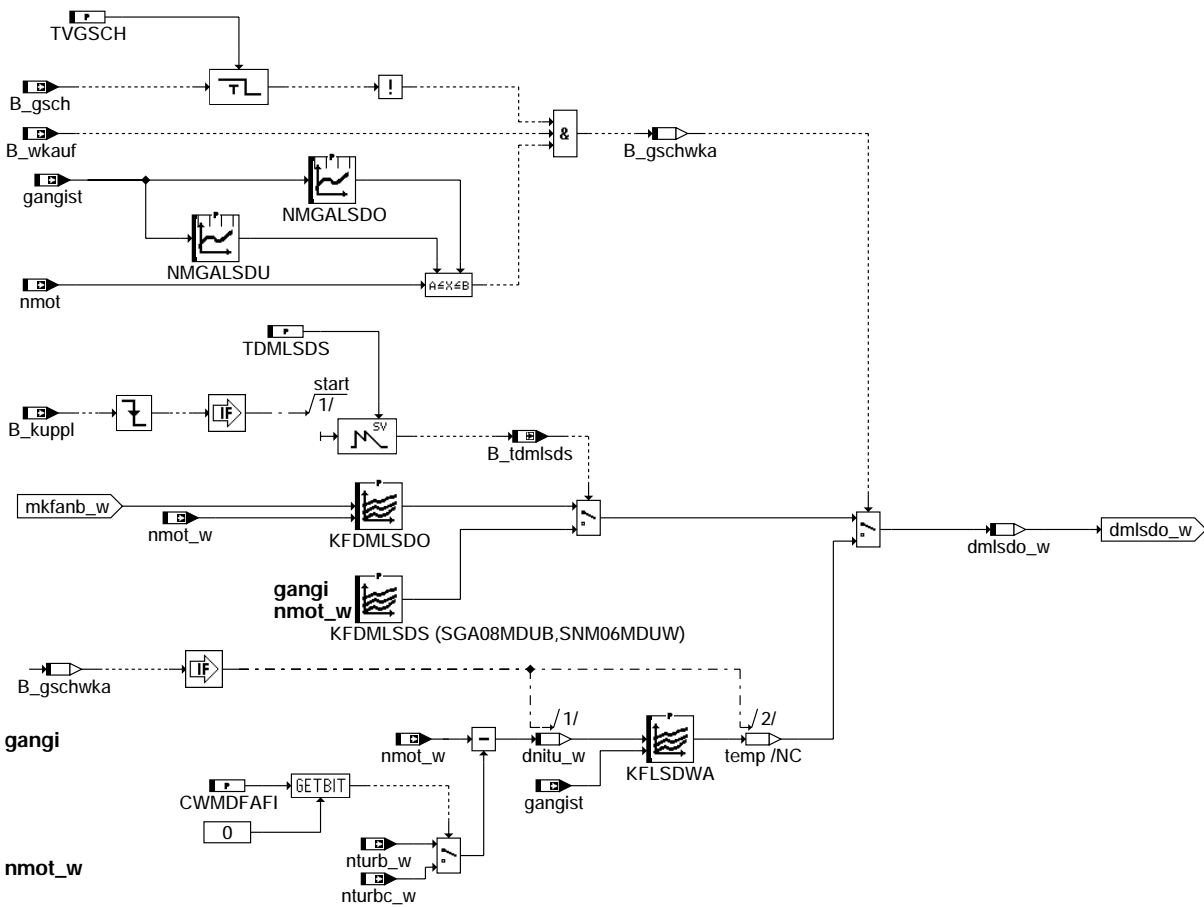 P
TVGSCH
B_gsch
T
!
B_wkauf
&
B_gschwka
gangist
P
NMGALSDO
P
NMGALSDU
nmot
A≤X≤B
P
TDMLSDS
start
1/
B_kuppl
IF
SV
B_tdmlsds
mkfanb_w
nmot_w
P
KFDMLSDO
dmlsdo_w
dmlsdo_w
gangi
nmot_w
P
KFDMLSDS (SGA08MDUB,SNM06MDUW)
B_gschwka
IF
/1/
/2/
gangi
nmot_w
-
dnitu_w
P
KFLSDWA
temp /NC
gangist
P
CWMDFAFI
GETBIT
0
nturb_w
nmot_w
nturbc_w